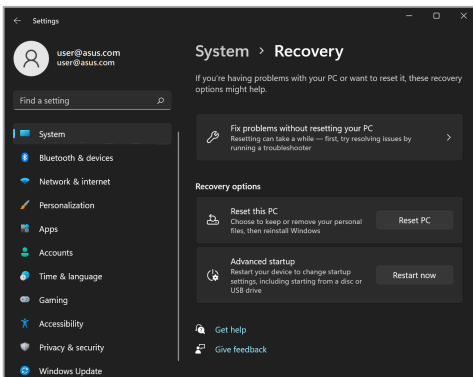 Settings
user@asus.com
user@asus.com
Find a setting
System
Bluetooth & devices
Network & internet
Personalization
Apps
Accounts
Time & language
Gaming
Accessibility
Privacy & security
Windows Update
System > Recovery
If you're having problems with your PC or want to reset it, these recovery
options might help.
Fix problems without resetting your PC
Resetting can take a while — first, try resolving issues by
running a troubleshooter
Recovery options
Reset this PC
Choose to keep or remove your personal
files, then reinstall Windows
Reset PC
Advanced startup
Restart your device to change startup
settings, including starting from a disc or
USB drive
Restart now
Get help
Give feedback